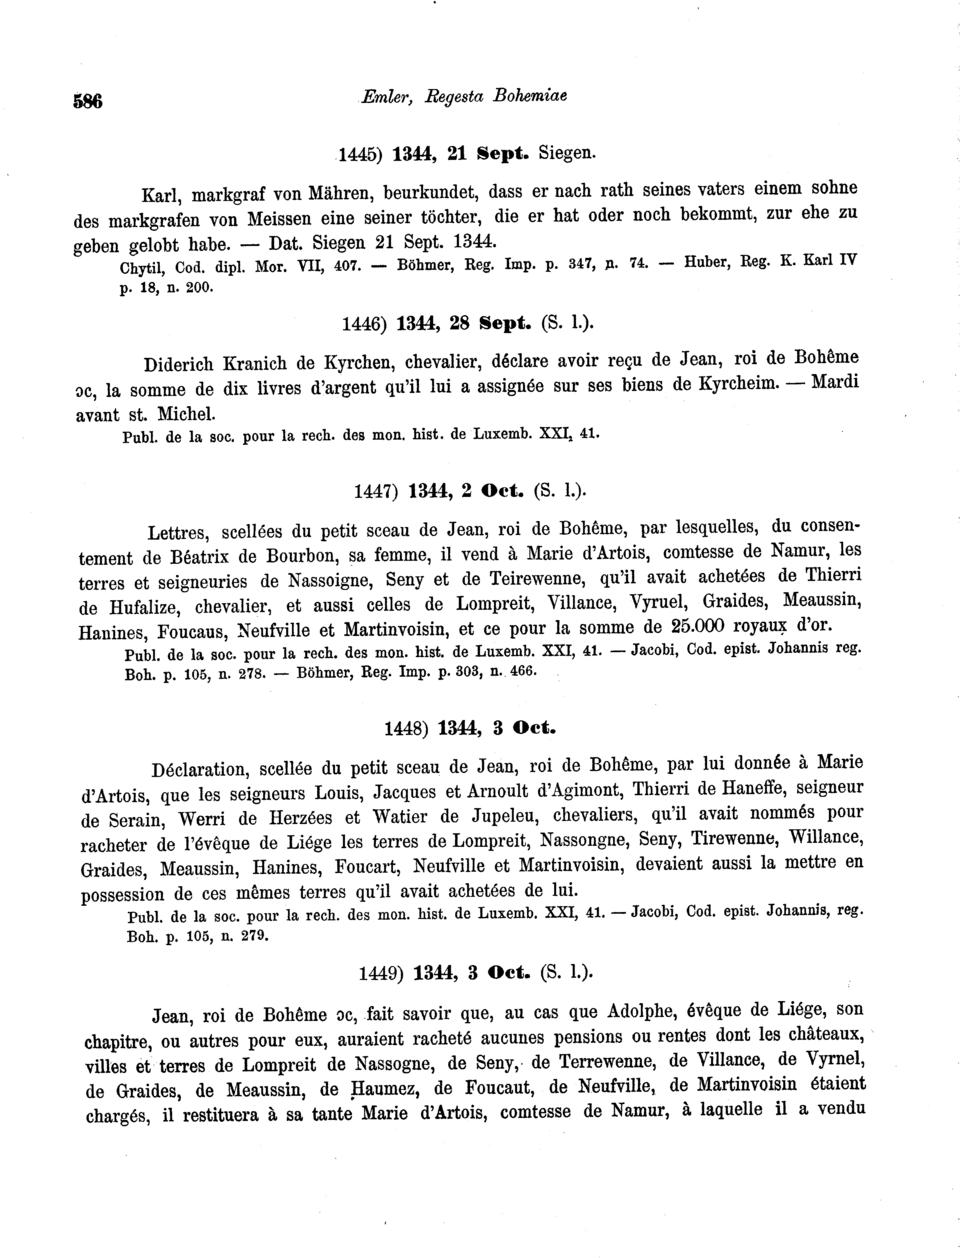 586
Emler, Regesta Bohemiae
1445) 1344, 21 Sept. Siegen.
Karl, markgraf von Mähren, beurkundet, dass er nach rath seines vaters einem sohne
des markgrafen von Meissen eine seiner töchter, die er hat oder noch bekommt, zur ehe zu
geben gelobt habe. — Dat. Siegen 21 Sept. 1344.
Chytil, Cod. dipl. Mor. VII, 407. — Böhmer, Reg. Imp. p. 347, n. 74. — Huber, Reg. K. Karl IV
p. 18, n. 200.
1446) 1344, 28 Sept. (S. l.).
Diderich Kranich de Kyrchen, chevalier, déclare avoir reçu de Jean, roi de Bohême
ɔc, la somme de dix livres d'argent qu'il lui a assignée sur ses biens de Kyrcheim. — Mardi
avant st. Michel.
Publ. de la soc. pour la rech. des mon. hist. de Luxemb. XXI, 41.
1447) 1344, 2 Oct. (S. l.).
Lettres, scellées du petit sceau de Jean, roi de Bohême, par lesquelles, du consen-
tement de Béatrix de Bourbon, sa femme, il vend à Marie d'Artois, comtesse de Namur, les
terres et seigneuries de Nassoigne, Seny et de Teirewenne, qu'il avait achetées de Thierri
de Hufalize, chevalier, et aussi celles de Lompreit, Villance, Vyruel, Graides, Meaussin,
Hanines, Foucaus, Neufville et Martinvoisin, et ce pour la somme de 25.000 royaux d'or.
Publ. de la soc. pour la rech. des mon. hist. de Luxemb. XXI, 41. — Jacobi, Cod. epist. Johannis reg.
Boh. p. 105, n. 278. — Böhmer, Reg. Imp. p. 303, n. 466.
1448) 1344, 3 Oct.
Déclaration, scellée du petit sceau de Jean, roi de Bohême, par lui donnée à Marie
d'Artois, que les seigneurs Louis, Jacques et Arnoult d'Agimont, Thierri de Haneffe, seigneur
de Serain, Werri de Herzées et Watier de Jupeleu, chevaliers, qu'il avait nommés pour
racheter de l'évêque de Liége les terres de Lompreit, Nassongne, Seny, Tirewenne, Willance,
Graides, Meaussin, Hanines, Foucart, Neufville et Martinvoisin, devaient aussi la mettre en
possession de ces mêmes terres qu'il avait achetées de lui.
Publ. de la soc. pour la rech. des mon. hist. de Luxemb. XXI, 41. — Jacobi, Cod. epist. Johannis, reg.
Boh. p. 105, n. 279.
1449) 1344, 3 Oct. (S. l.).
Jean, roi de Bohême ɔc, fait savoir que, au cas que Adolphe, évêque de Liége, son
chapitre, ou autres pour eux, auraient racheté aucunes pensions ou rentes dont les châteaux,
villes et terres de Lompreit de Nassogne, de Seny, de Terrewenne, de Villance, de Vyrnel,
de Graides, de Meaussin, de Haumez, de Foucaut, de Neufville, de Martinvoisin étaient
chargés, il restituera à sa tante Marie d'Artois, comtesse de Namur, à laquelle il a vendu